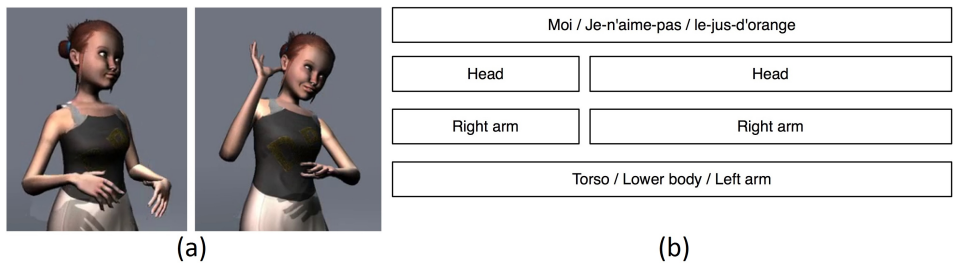 Moi / Je-n'aime-pas / le-jus-d'orange
Head Head
Right arm Right arm
Torso / Lower body / Left arm
(a) (b)